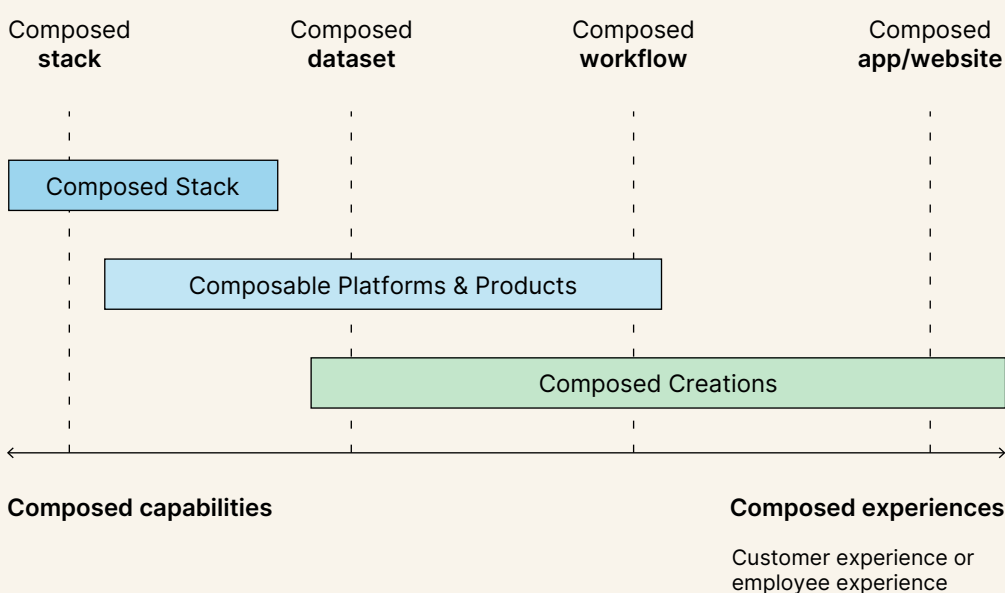 Composed
stack
Composed
dataset
Composed
workflow
Composed
app/website
Composed Stack
Composable Platforms & Products
Composed Creations
Composed capabilities
Composed experiences
Customer experience or
employee experience